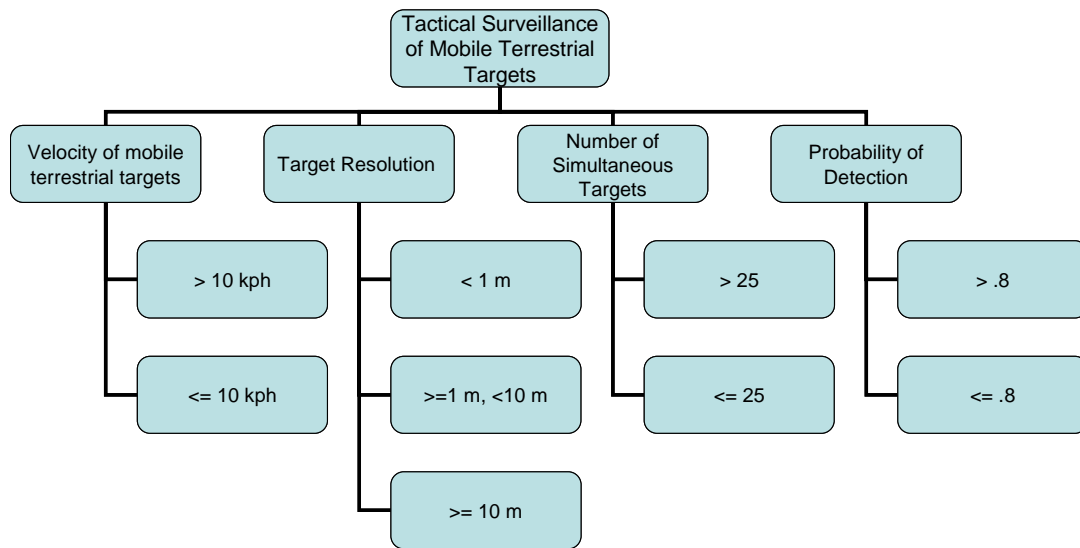 Tactical Surveillance
of Mobile Terrestrial
Targets
Velocity of mobile
terrestrial targets
Target Resolution
Number of
Simultaneous
Targets
Probability of
Detection
> 10 kph
< 1 m
> 25
> .8
<= 10 kph
>=1 m, <10 m
<= 25
<= .8
>= 10 m